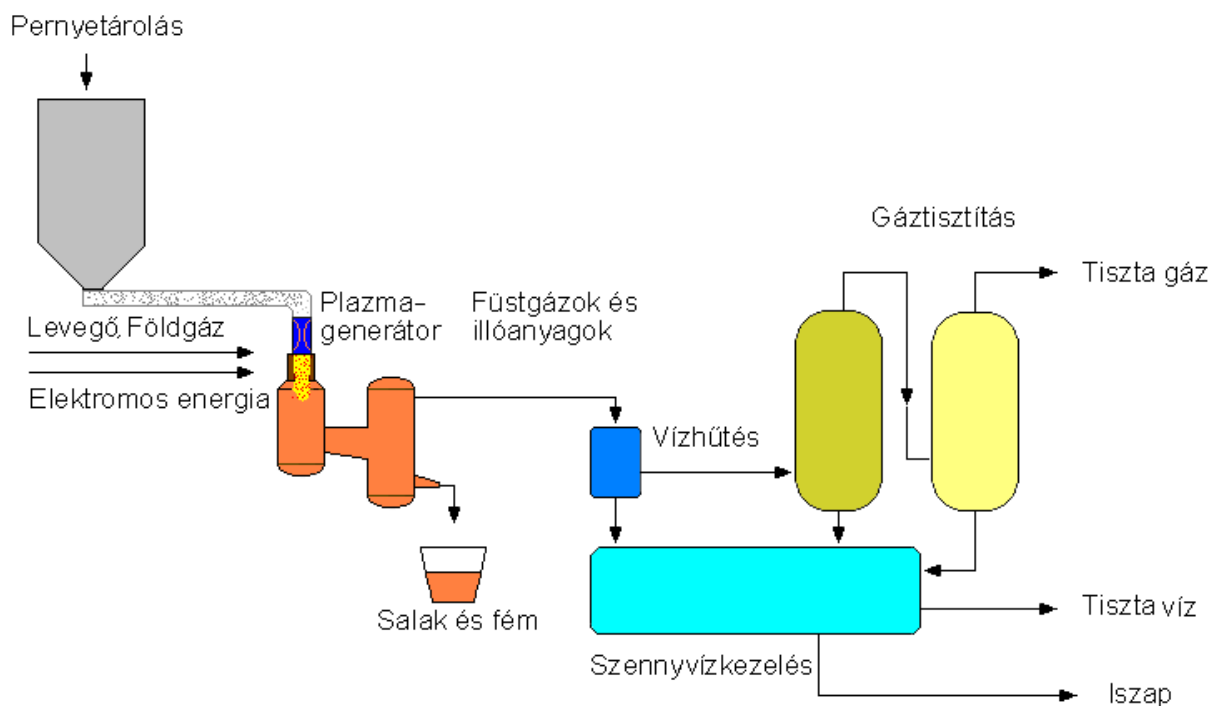 Pernyetárolás
Gáztisztítás
Tiszta gáz
Plazma-
generátor
Füstgázok és
illóanyagok
Levegő, Földgáz
Elektromos energia
Vízhűtés
Salak és fém
Tiszta víz
Szennyvízkezelés
Iszap